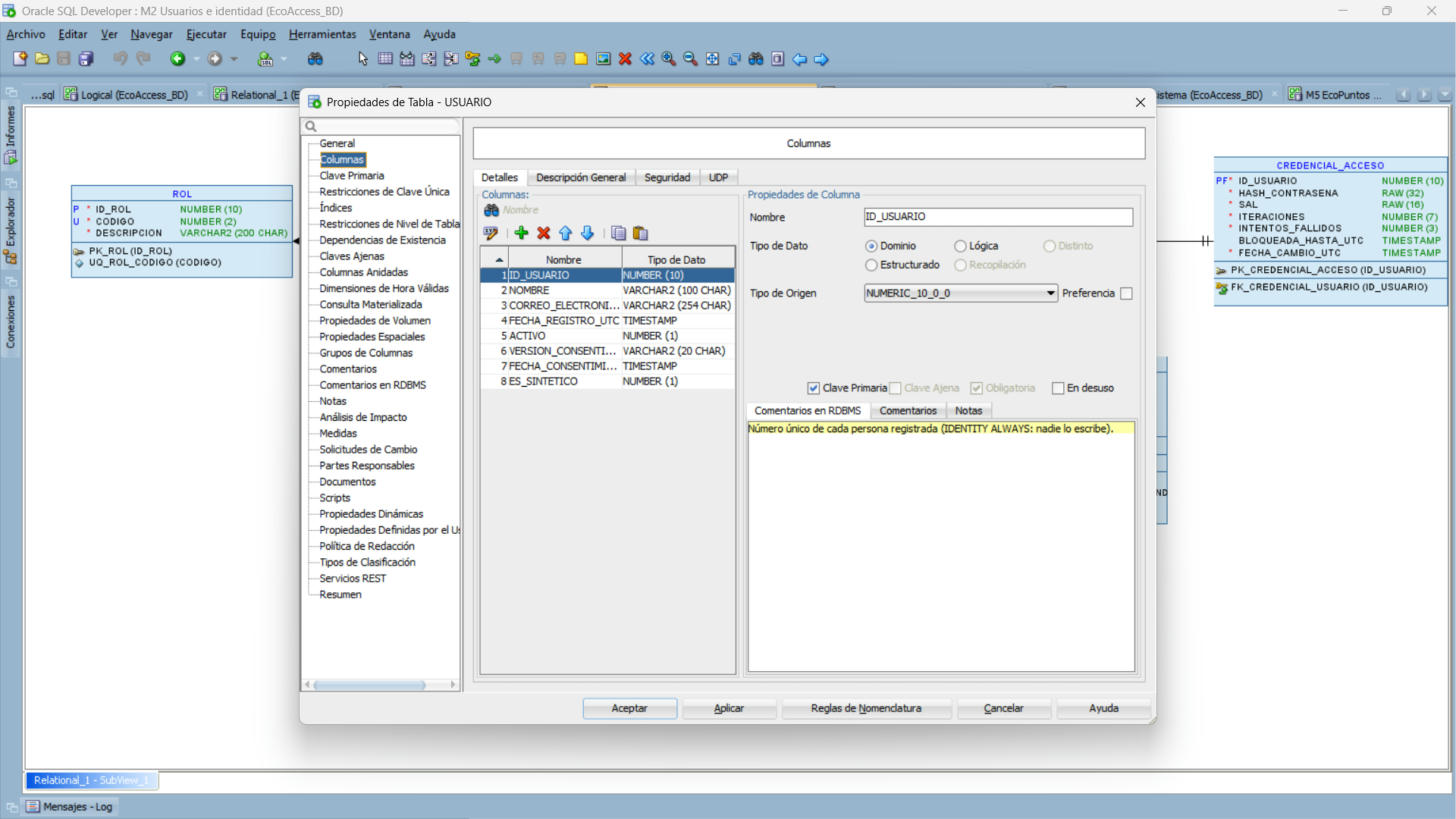 Oracle SQL Developer : M2 Usuarios e identidad (EcoAccess_BD)
Archivo Editar Ver Navegar Ejecutar Equipo Herramientas Ventana Ayuda
...sql Logical (EcoAccess_BD) Relational_1 (E
istema (EcoAccess_BD) M5 EcoPuntos ...
Informes
Explorador
Conexiones
ROL
P * ID_ROL NUMBER (10)
U * CODIGO NUMBER (2)
* DESCRIPCION VARCHAR2 (200 CHAR)
PK_ROL (ID_ROL)
UQ_ROL_CODIGO (CODIGO)
Propiedades de Tabla - USUARIO
General
Columnas
Clave Primaria
Restricciones de Clave Única
Índices
Restricciones de Nivel de Tabla
Dependencias de Existencia
Claves Ajenas
Columnas Anidadas
Dimensiones de Hora Válidas
Consulta Materializada
Propiedades de Volumen
Propiedades Espaciales
Grupos de Columnas
Comentarios
Comentarios en RDBMS
Notas
Análisis de Impacto
Medidas
Solicitudes de Cambio
Partes Responsables
Documentos
Scripts
Propiedades Dinámicas
Propiedades Definidas por el Us
Política de Redacción
Tipos de Clasificación
Servicios REST
Resumen
Columnas
Detalles Descripción General Seguridad UDP
Columnas:
Nombre
Nombre Tipo de Dato
1 ID_USUARIO NUMBER (10)
2 NOMBRE VARCHAR2 (100 CHAR)
3 CORREO_ELECTRONI... VARCHAR2 (254 CHAR)
4 FECHA_REGISTRO_UTC TIMESTAMP
5 ACTIVO NUMBER (1)
6 VERSION_CONSENTI... VARCHAR2 (20 CHAR)
7 FECHA_CONSENTIMI... TIMESTAMP
8 ES_SINTETICO NUMBER (1)
Propiedades de Columna
Nombre ID_USUARIO
Tipo de Dato Dominio Lógica Distinto
Estructurado Recopilación
Tipo de Origen NUMERIC_10_0_0 Preferencia
Clave Primaria Clave Ajena Obligatoria En desuso
Comentarios en RDBMS Comentarios Notas
Número único de cada persona registrada (IDENTITY ALWAYS: nadie lo escribe).
Aceptar Aplicar Reglas de Nomenclatura Cancelar Ayuda
CREDENCIAL_ACCESO
PF* ID_USUARIO NUMBER (10)
* HASH_CONTRASENA RAW (32)
* SAL RAW (16)
* ITERACIONES NUMBER (7)
* INTENTOS_FALLIDOS NUMBER (3)
BLOQUEADA_HASTA_UTC TIMESTAMP
* FECHA_CAMBIO_UTC TIMESTAMP
PK_CREDENCIAL_ACCESO (ID_USUARIO)
FK_CREDENCIAL_USUARIO (ID_USUARIO)
ND
Relational_1 - SubView_1
Mensajes - Log